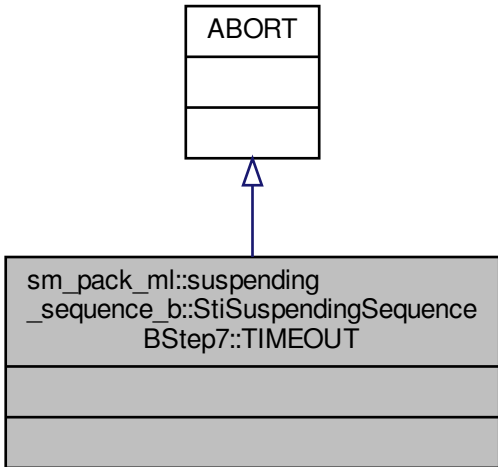 ABORT
sm_pack_ml::suspending
_sequence_b::StiSuspendingSequence
BStep7::TIMEOUT